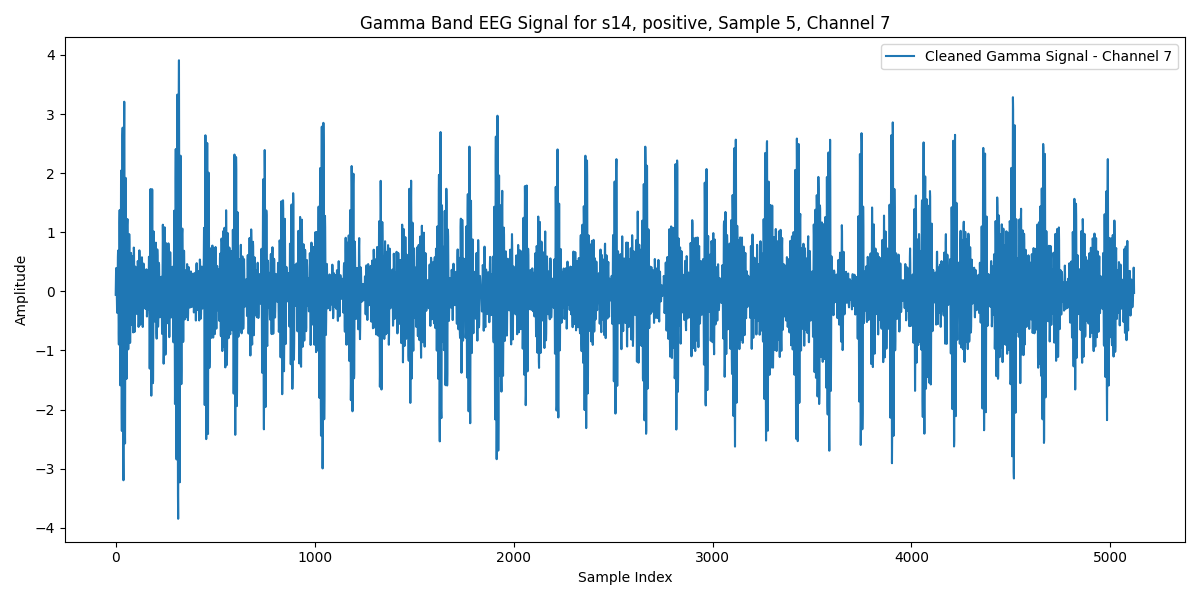 Gamma Band EEG Signal for s14, positive, Sample 5, Channel 7
Cleaned Gamma Signal - Channel 7
Amplitude
4
3
2
1
0
−1
−2
−3
−4
0 1000 2000 3000 4000 5000
Sample Index